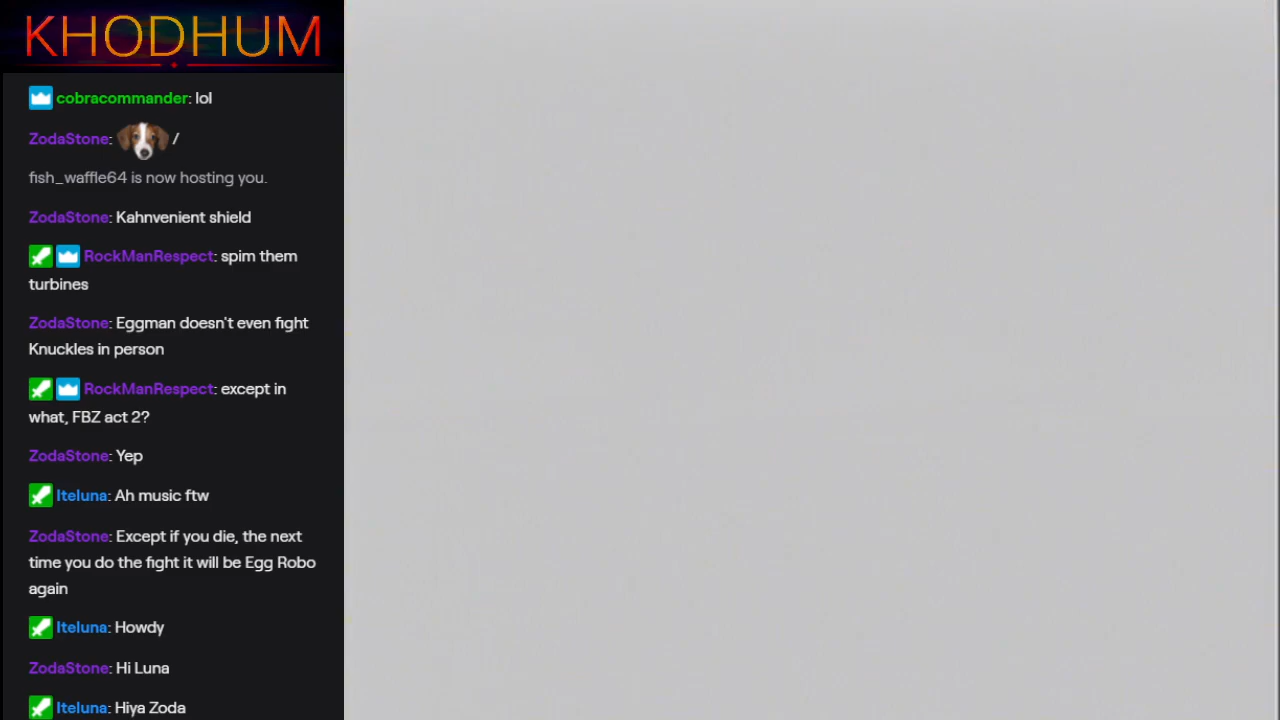 KHODHUM
cobracommander: lol
ZodaStone: /
fish_waffle64 is now hosting you.
ZodaStone: Kahnvenient shield
RockManRespect: spim them
turbines
ZodaStone: Eggman doesn't even fight
Knuckles in person
RockManRespect: except in
what, FBZ act 2?
ZodaStone: Yep
Iteluna: Ah music ftw
ZodaStone: Except if you die, the next
time you do the fight it will be Egg Robo
again
Iteluna: Howdy
ZodaStone: Hi Luna
Iteluna: Hiya Zoda